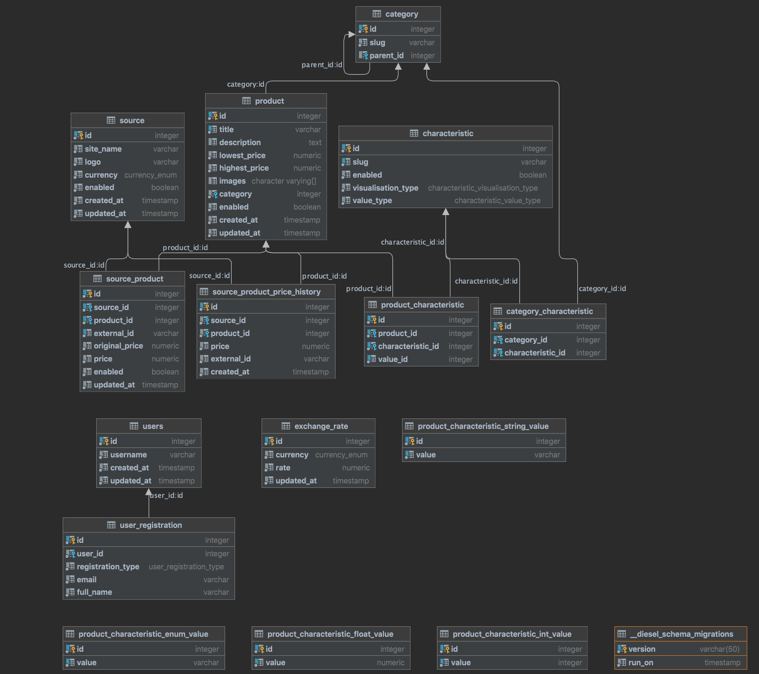 category
id integer
slug varchar
parent_id integer
parent_id:id
category:id
product
id integer
title varchar
description text
lowest_price numeric
highest_price numeric
images character varying[]
category integer
enabled boolean
created_at timestamp
updated_at timestamp
source
id integer
site_name varchar
logo varchar
currency currency_enum
enabled boolean
created_at timestamp
updated_at timestamp
characteristic
id integer
slug varchar
enabled boolean
visualisation_type characteristic_visualisation_type
value_type characteristic_value_type
product_id:id
characteristic_id:id
source_id:id
source_id:id
product_id:id
product_id:id
characteristic_id:id
category_id:id
source_product
id integer
source_id integer
product_id integer
external_id varchar
original_price numeric
price numeric
enabled boolean
updated_at timestamp
source_product_price_history
id integer
source_id integer
product_id integer
price numeric
external_id varchar
created_at timestamp
product_characteristic
id integer
product_id integer
characteristic_id integer
value_id integer
category_characteristic
id integer
category_id integer
characteristic_id integer
users
id integer
username varchar
created_at timestamp
updated_at timestamp
exchange_rate
id integer
currency currency_enum
rate numeric
updated_at timestamp
product_characteristic_string_value
id integer
value varchar
user_id:id
user_registration
id integer
user_id integer
registration_type user_registration_type
email varchar
full_name varchar
product_characteristic_enum_value
id integer
value varchar
product_characteristic_float_value
id integer
value numeric
product_characteristic_int_value
id integer
value integer
__diesel_schema_migrations
version varchar(50)
run_on timestamp